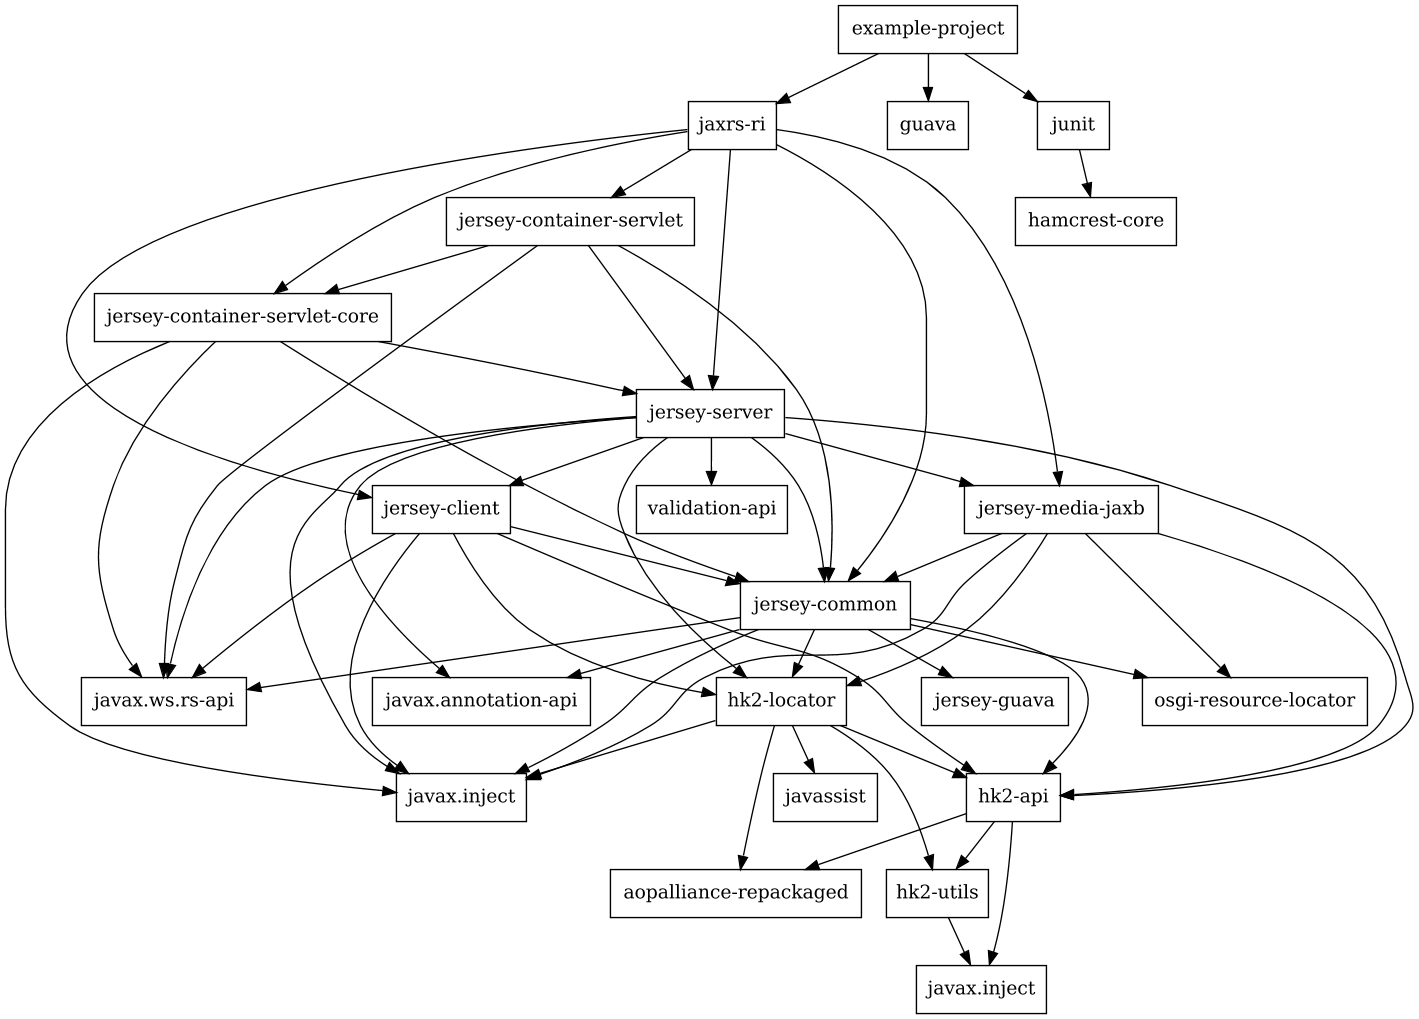 example-project
jaxrs-ri
guava
junit
jersey-container-servlet
hamcrest-core
jersey-container-servlet-core
jersey-server
jersey-client
validation-api
jersey-media-jaxb
jersey-common
javax.ws.rs-api
javax.annotation-api
hk2-locator
jersey-guava
osgi-resource-locator
javax.inject
javassist
hk2-api
aopalliance-repackaged
hk2-utils
javax.inject